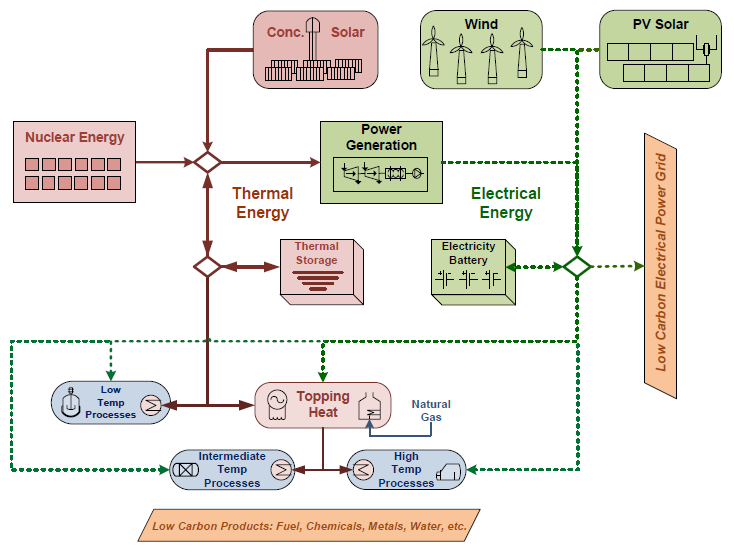 Conc. Solar
Wind
PV Solar
Nuclear Energy
Power
Generation
Thermal
Energy
Electrical
Energy
Low Carbon Electrical Power Grid
Thermal
Storage
Electricity
Battery
Low
Temp
Processes
Topping
Heat
Natural
Gas
Intermediate
Temp
Processes
High
Temp
Processes
Low Carbon Products: Fuel, Chemicals, Metals, Water, etc.